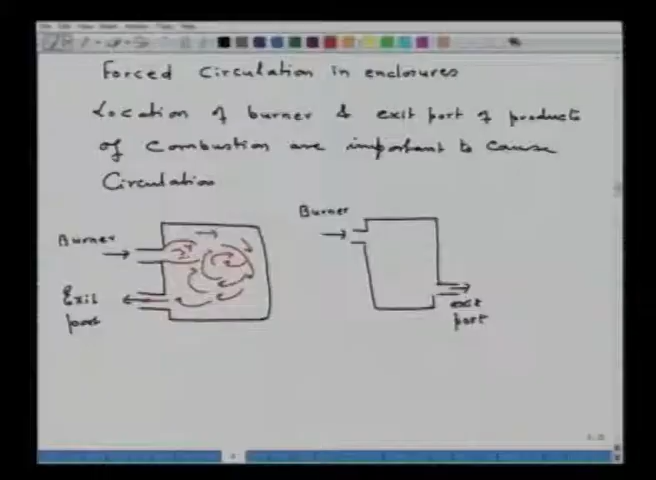 Forced Circulation in enclosures
Location of burner & exit port of products
of Combustion are important to cause
Circulation
Burner
Exit
port
Burner
exit
port